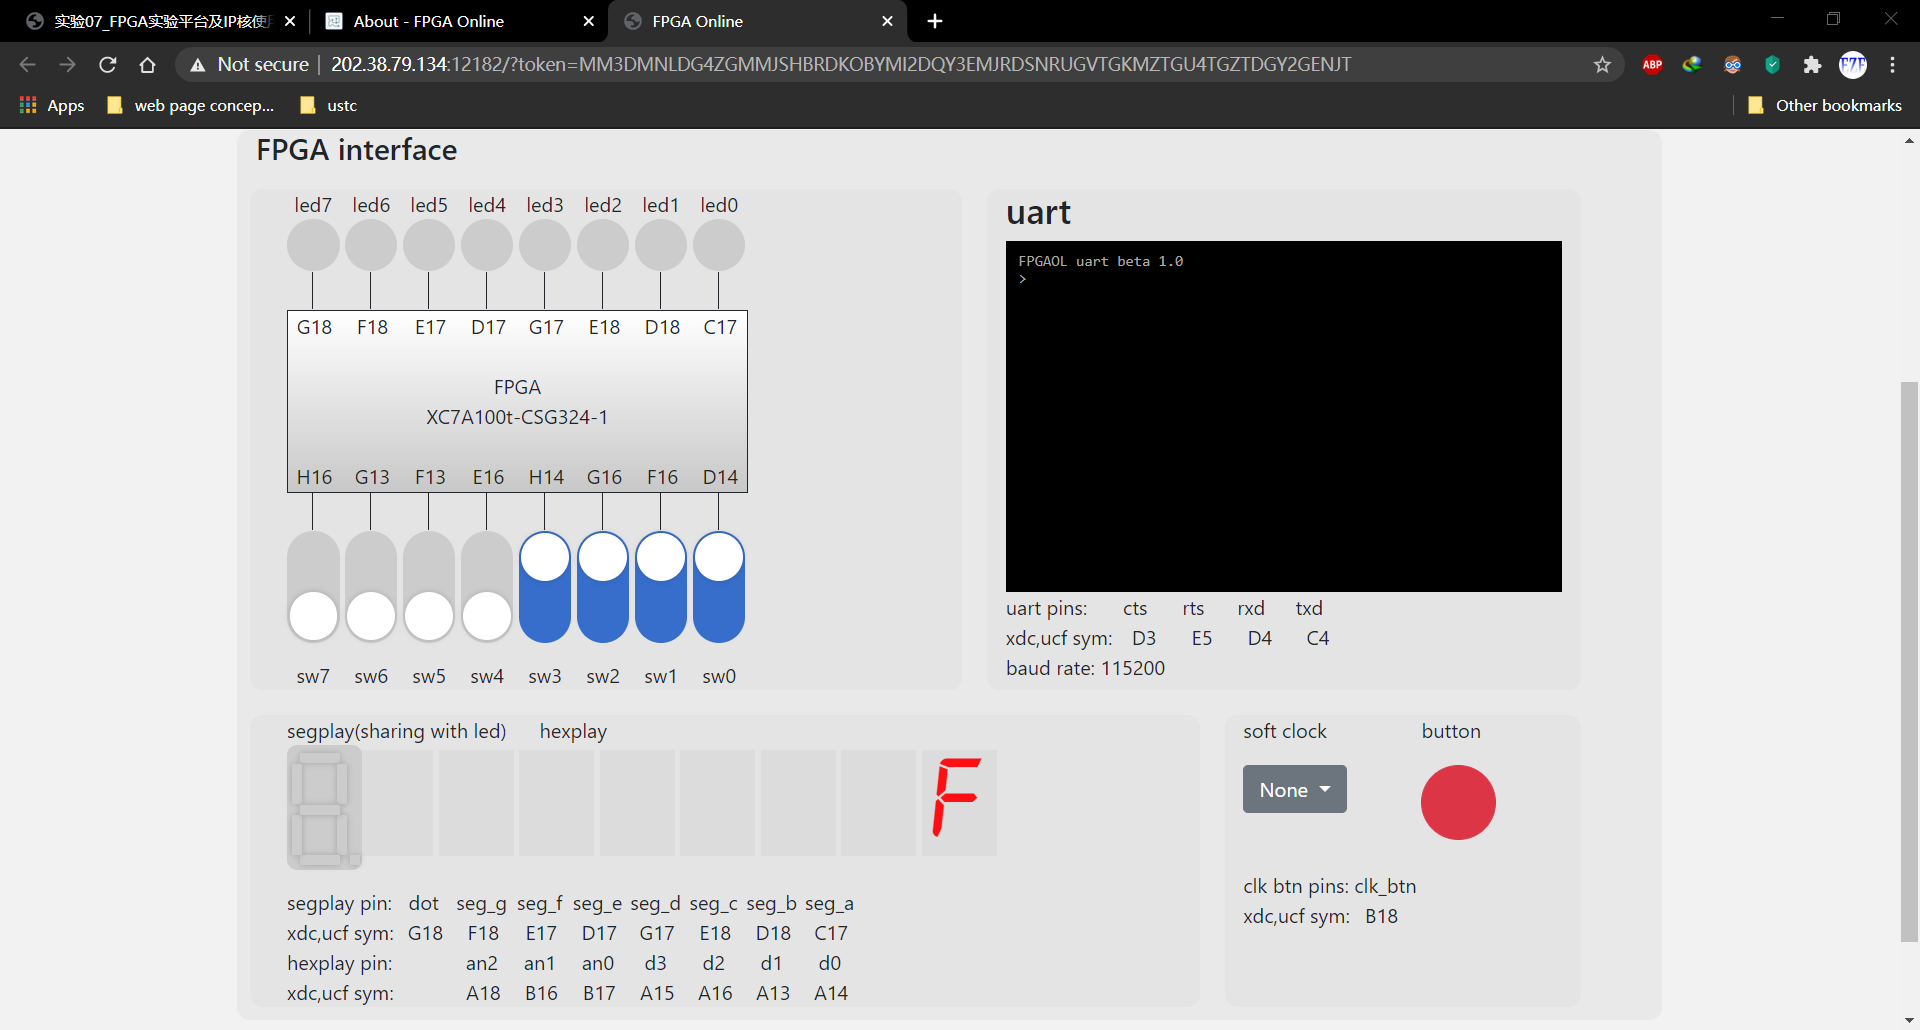 实验07_FPGA实验平台及IP核使 About - FPGA Online FPGA Online
Not secure 202.38.79.134:12182/?token=MM3DMNLDG4ZGMMJSHBRDKOBYMI2DQY3EMJRDSNRUGVTGKMZTGU4TGZTDGY2GENJT ABP FZF
Apps web page concep... ustc Other bookmarks
FPGA interface
led7 led6 led5 led4 led3 led2 led1 led0
G18 F18 E17 D17 G17 E18 D18 C17
FPGA
XC7A100t-CSG324-1
H16 G13 F13 E16 H14 G16 F16 D14
sw7 sw6 sw5 sw4 sw3 sw2 sw1 sw0
uart
FPGAOL uart beta 1.0
>
uart pins: cts rts rxd txd
xdc,ucf sym: D3 E5 D4 C4
baud rate: 115200
segplay(sharing with led) hexplay
F
segplay pin: dot seg_g seg_f seg_e seg_d seg_c seg_b seg_a
xdc,ucf sym: G18 F18 E17 D17 G17 E18 D18 C17
hexplay pin: an2 an1 an0 d3 d2 d1 d0
xdc,ucf sym: A18 B16 B17 A15 A16 A13 A14
soft clock button
None
clk btn pins: clk_btn
xdc,ucf sym: B18